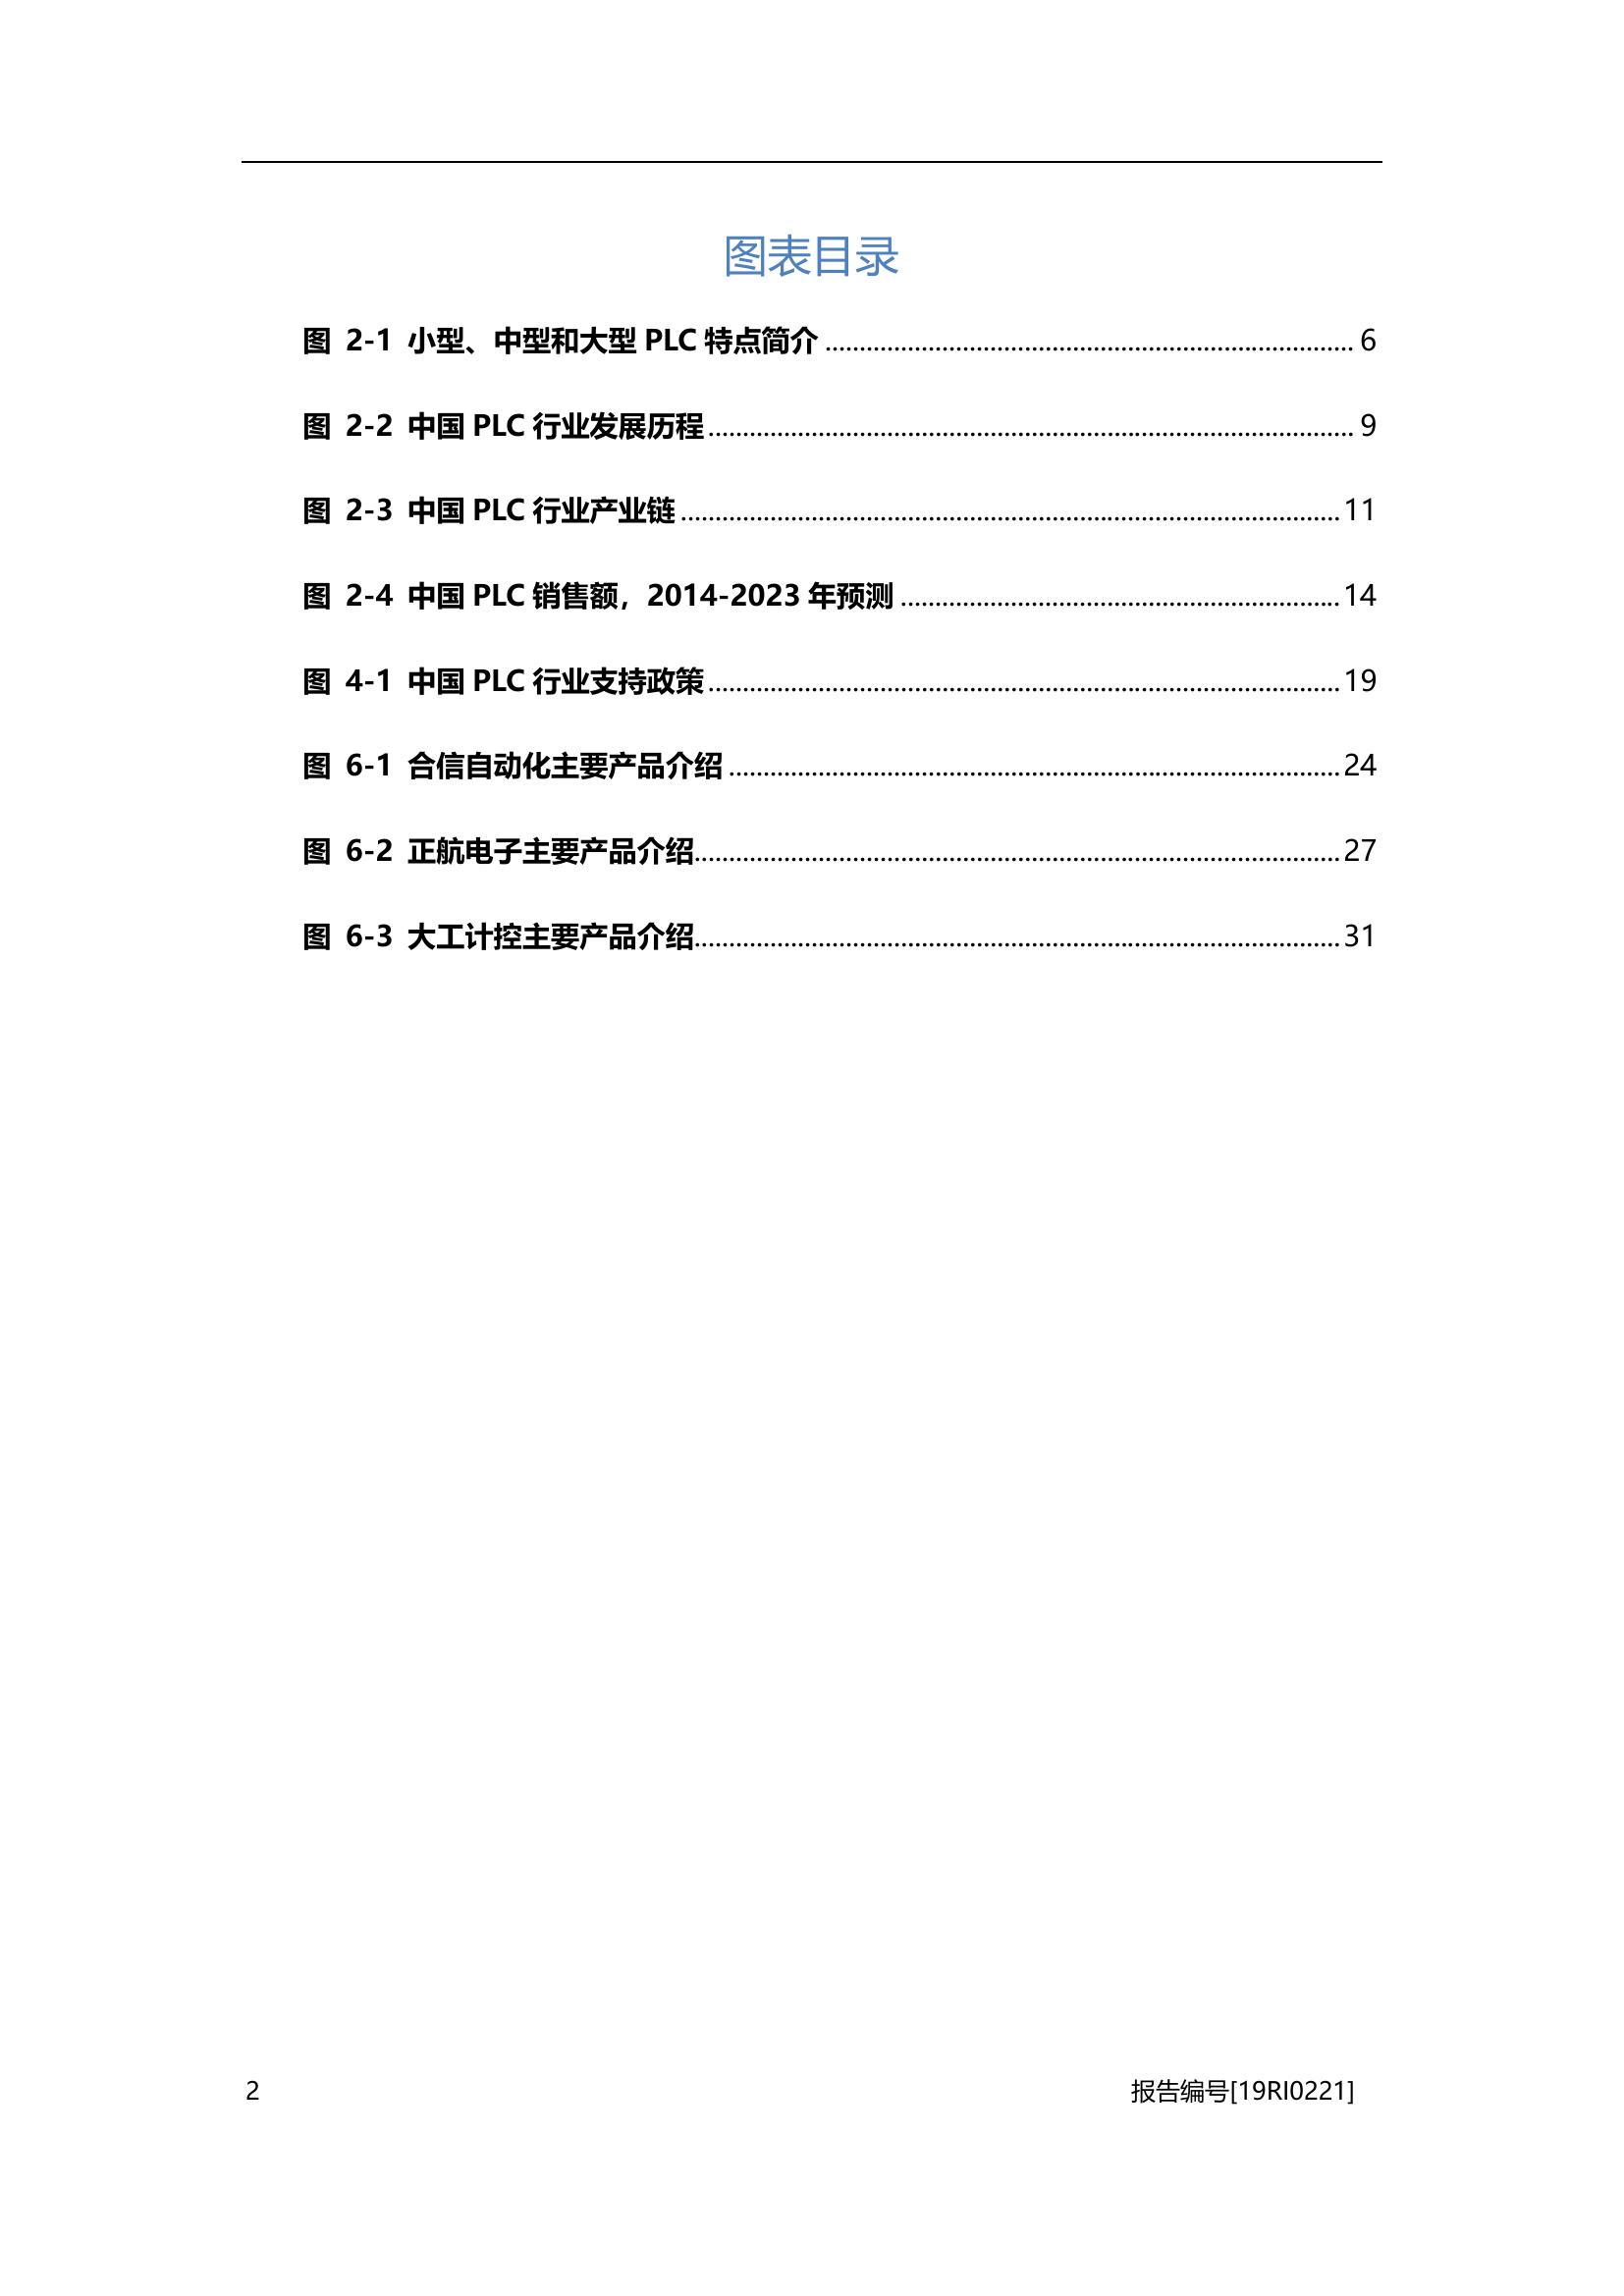 图表目录
图 2-1 小型、中型和大型 PLC 特点简介 ........ 6
图 2-2 中国 PLC 行业发展历程 ........ 9
图 2-3 中国 PLC 行业产业链 ........ 11
图 2-4 中国 PLC 销售额，2014-2023 年预测 ........ 14
图 4-1 中国 PLC 行业支持政策 ........ 19
图 6-1 合信自动化主要产品介绍 ........ 24
图 6-2 正航电子主要产品介绍 ........ 27
图 6-3 大工计控主要产品介绍 ........ 31
2 报告编号[19RI0221]